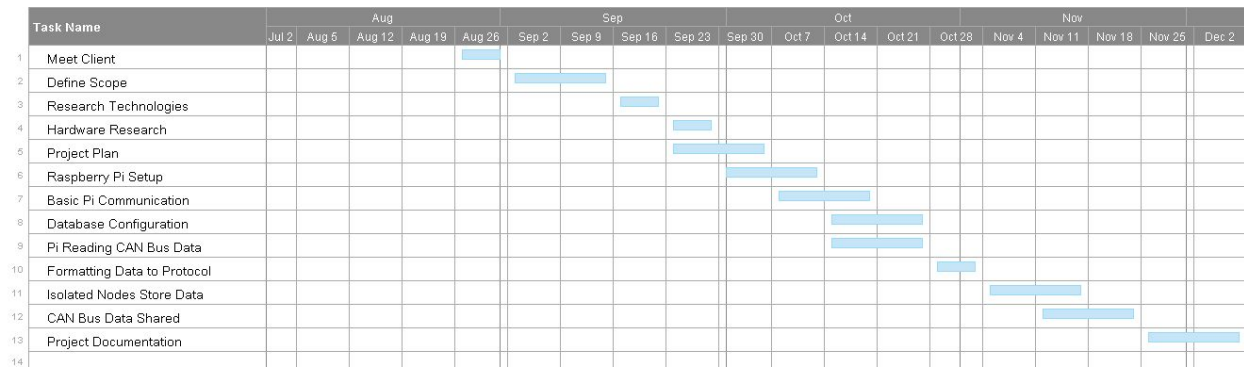 Task Name
Aug Sep Oct Nov
Jul 2 Aug 5 Aug 12 Aug 19 Aug 26 Sep 2 Sep 9 Sep 16 Sep 23 Sep 30 Oct 7 Oct 14 Oct 21 Oct 28 Nov 4 Nov 11 Nov 18 Nov 25 Dec 2
1 Meet Client
2 Define Scope
3 Research Technologies
4 Hardware Research
5 Project Plan
6 Raspberry Pi Setup
7 Basic Pi Communication
8 Database Configuration
9 Pi Reading CAN Bus Data
10 Formatting Data to Protocol
11 Isolated Nodes Store Data
12 CAN Bus Data Shared
13 Project Documentation
14